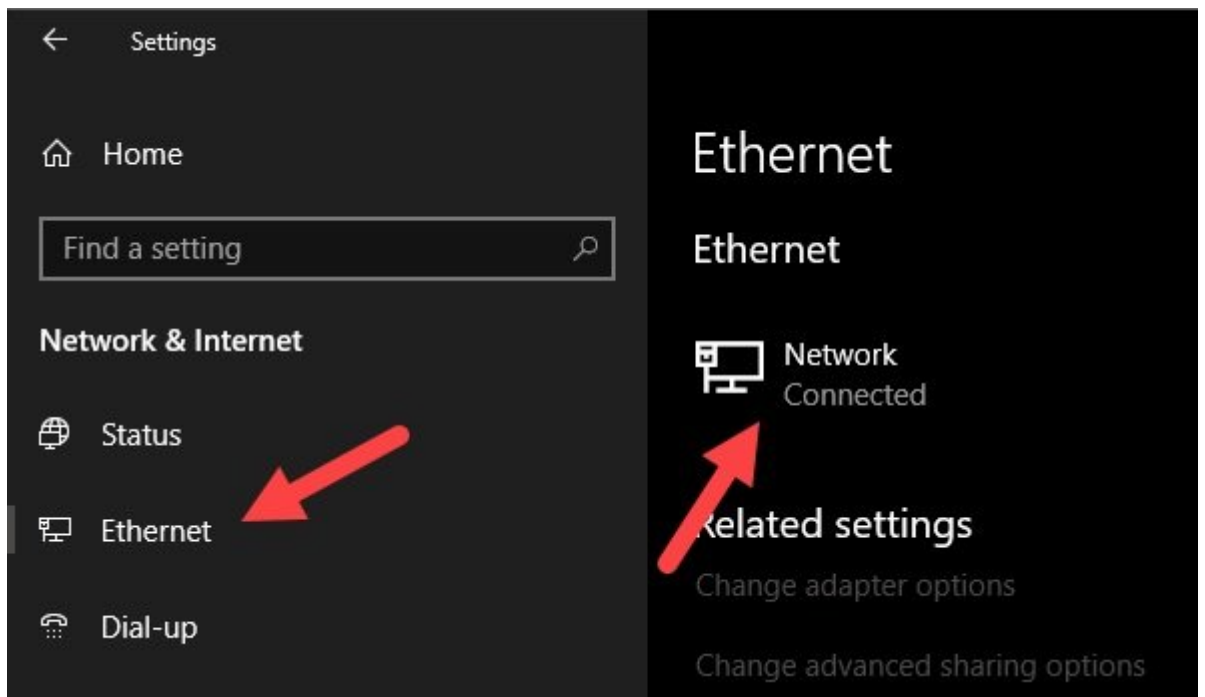 Settings
Home
Find a setting
Network & Internet
Status
Ethernet
Dial-up
Ethernet
Ethernet
Network
Connected
Related settings
Change adapter options
Change advanced sharing options